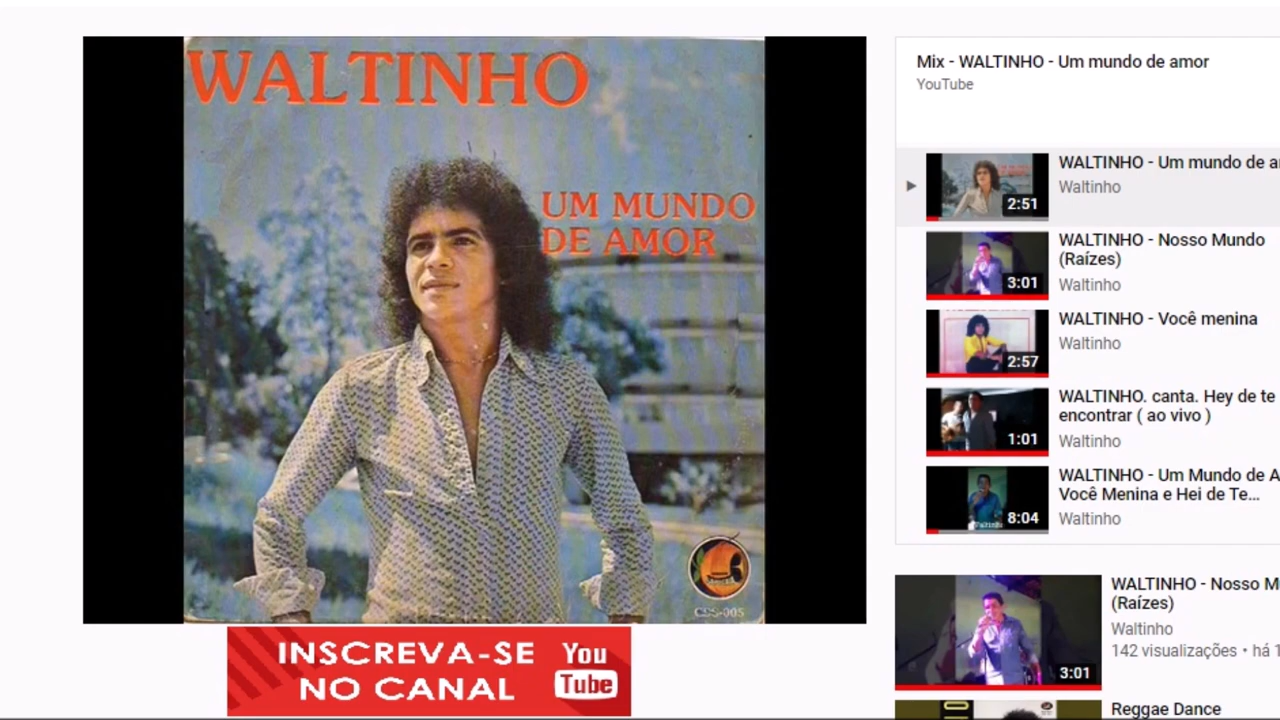 WALTINHO
UM MUNDO
DE AMOR
CSS-005
INSCREVA-SE
NO CANAL
You
Tube
Mix - WALTINHO - Um mundo de amor
YouTube
WALTINHO - Um mundo de a
Waltinho
2:51
WALTINHO - Nosso Mundo
(Raízes)
Waltinho
3:01
WALTINHO - Você menina
Waltinho
2:57
WALTINHO. canta. Hey de te
encontrar ( ao vivo )
Waltinho
1:01
WALTINHO - Um Mundo de A
Você Menina e Hei de Te...
Waltinho
8:04
WALTINHO - Nosso M
(Raízes)
Waltinho
142 visualizações • há 1
3:01
Reggae Dance